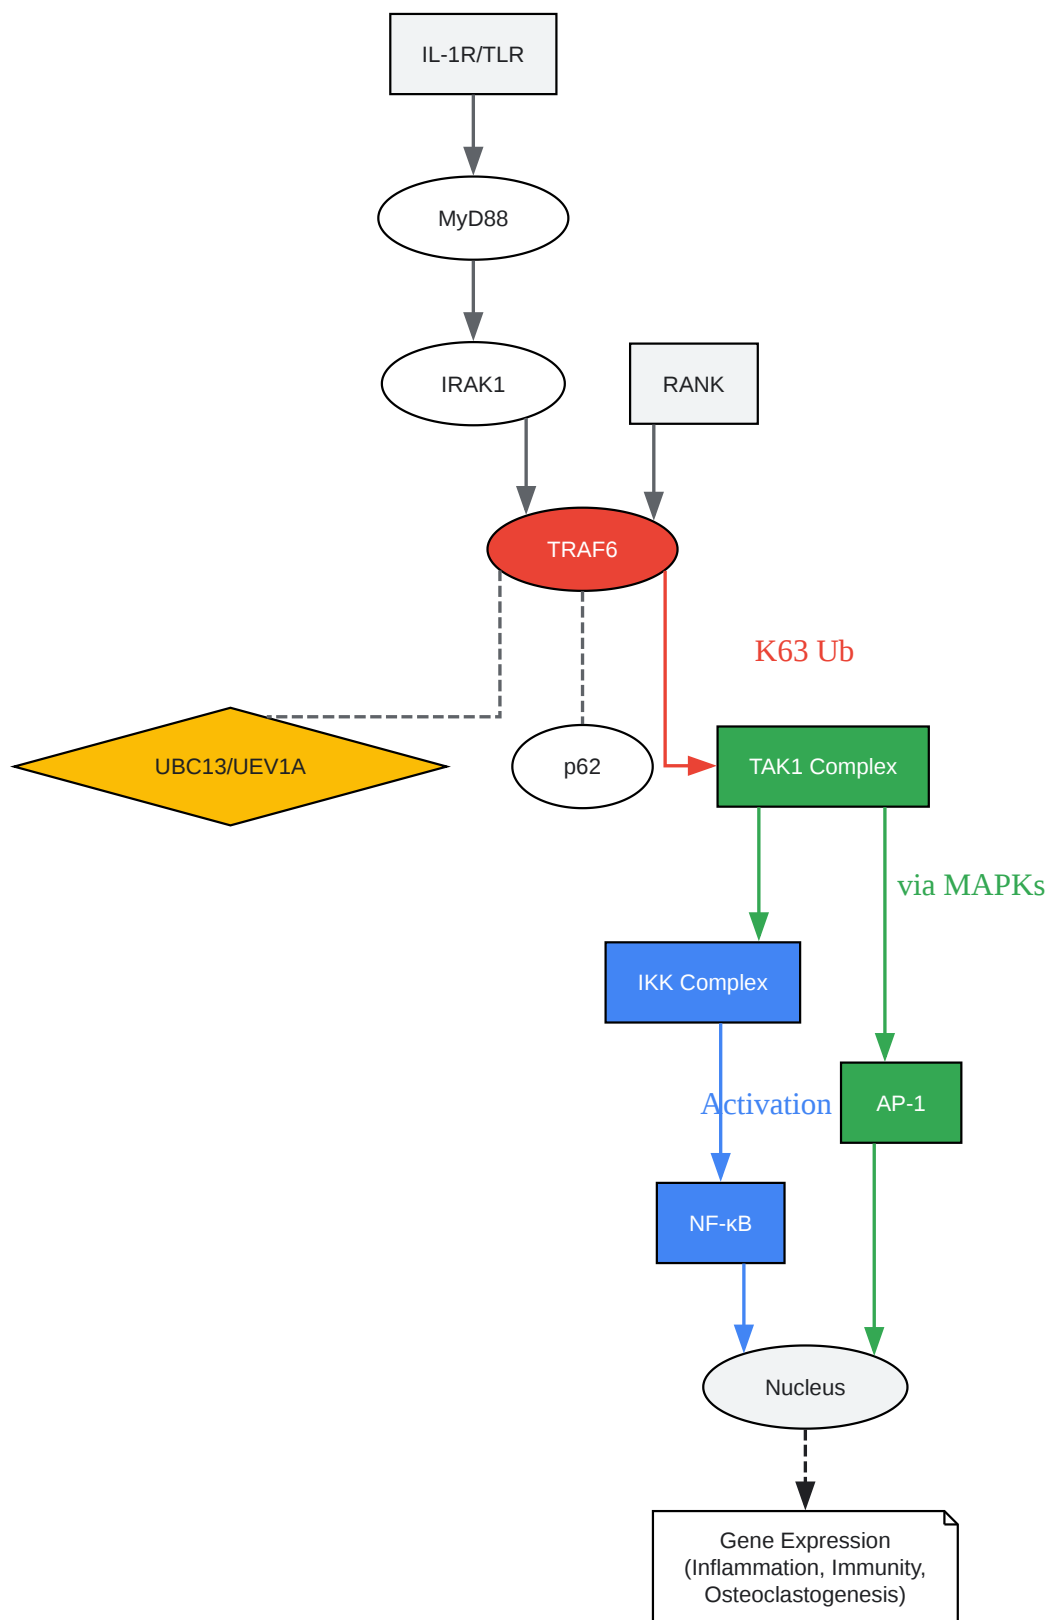 IL-1R/TLR
MyD88
IRAK1
RANK
TRAF6
K63 Ub
UBC13/UEV1A
p62
TAK1 Complex
via MAPKs
IKK Complex
Activation
AP-1
NF-κB
Nucleus
Gene Expression
(Inflammation, Immunity,
Osteoclastogenesis)